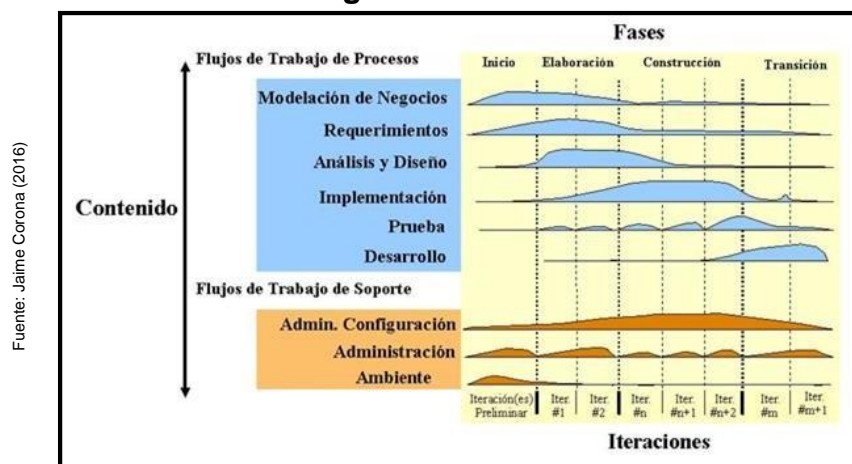 Fases
Flujos de Trabajo de Procesos
Inicio
Elaboración
Construcción
Transición
Modelación de Negocios
Requerimientos
Análisis y Diseño
Implementación
Contenido
Prueba
Desarrollo
Flujos de Trabajo de Soporte
Admin. Configuración
Administración
Ambiente
Iteración(es)
Preliminar
Iter.
#1
Iter.
#2
Iter.
#n
Iter.
#n+1
Iter.
#n+2
Iter.
#m
Iter.
#m+1
Iteraciones
Fuente: Jaime Corona (2016)